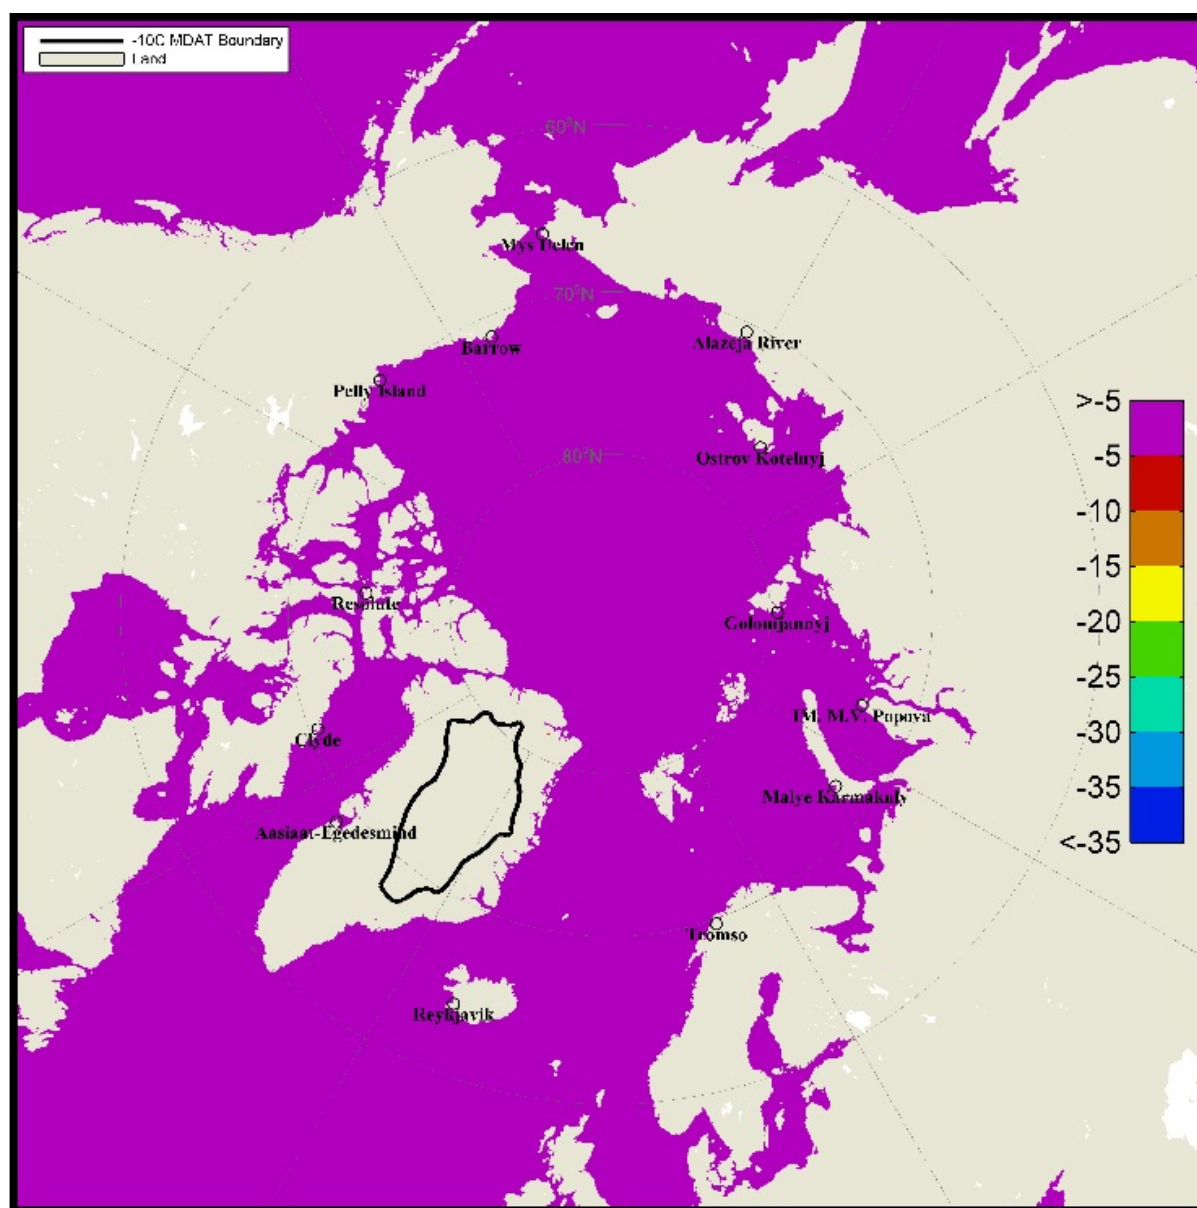 -10C MDAT Boundary
Land
60°N
Mys Uelen
70°N
Barrow
Alazeja River
Pelly Island
>-5
-5
80°N
Ostrov Kotelnyj
-10
-15
Resolute
Golomjannyj
-20
-25
IM. M.V. Popova
Clyde
-30
Malye Karmakuly
-35
Aasiaat-Egedesmind
<-35
Tromso
Reykjavik